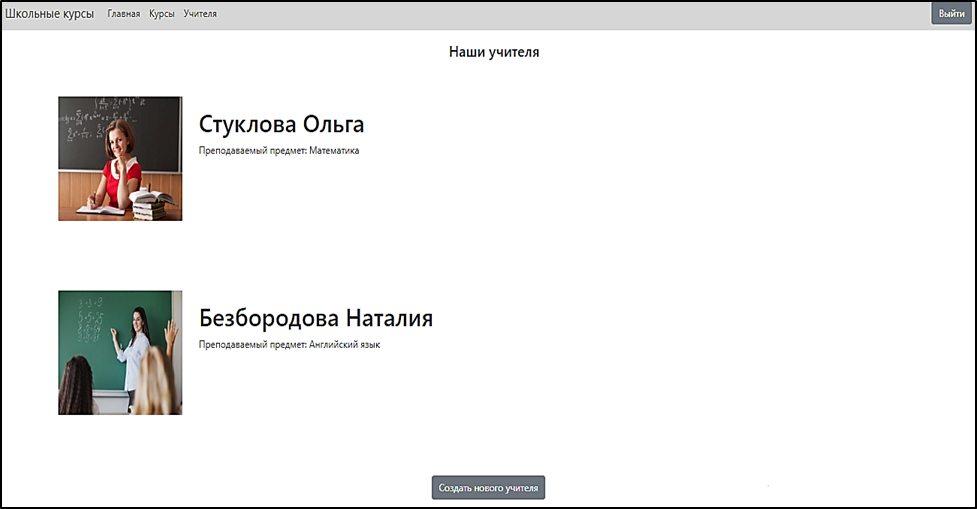 Школьные курсы Главная Курсы Учителя Выйти
Наши учителя
Стуклова Ольга
Преподаваемый предмет: Математика
Безбородова Наталия
Преподаваемый предмет: Английский язык
Создать нового учителя